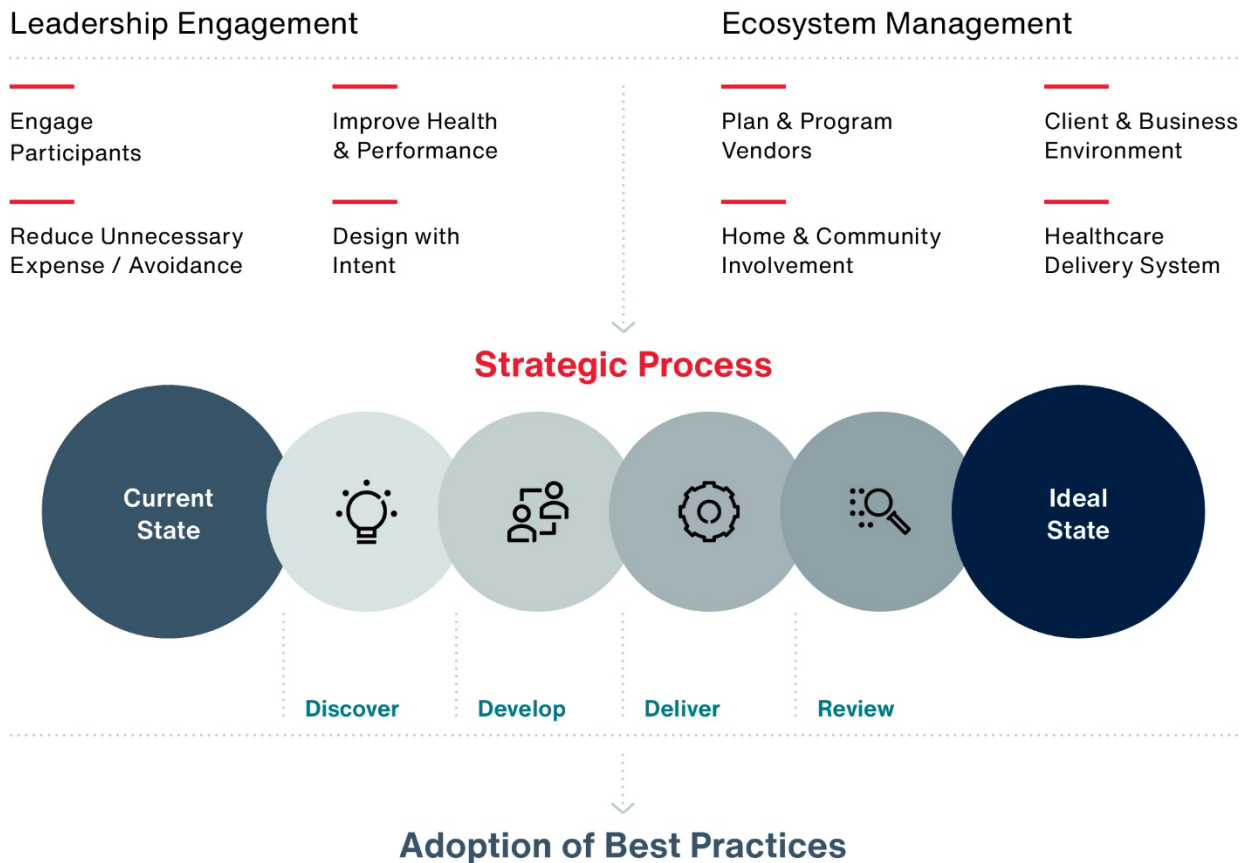 Leadership Engagement
Ecosystem Management
Engage
Participants
Improve Health
& Performance
Plan & Program
Vendors
Client & Business
Environment
Reduce Unnecessary
Expense / Avoidance
Design with
Intent
Home & Community
Involvement
Healthcare
Delivery System
Strategic Process
Current
State
Ideal
State
Discover
Develop
Deliver
Review
Adoption of Best Practices